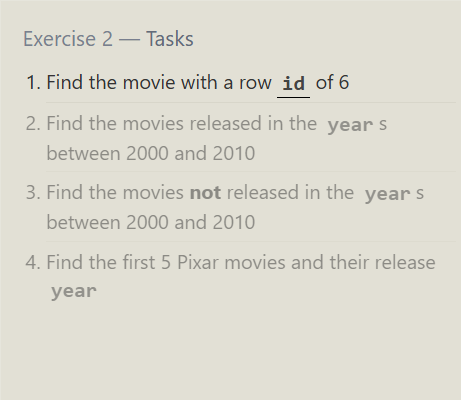 Exercise 2 — Tasks
1. Find the movie with a row id of 6
2. Find the movies released in the year s
between 2000 and 2010
3. Find the movies not released in the year s
between 2000 and 2010
4. Find the first 5 Pixar movies and their release
year